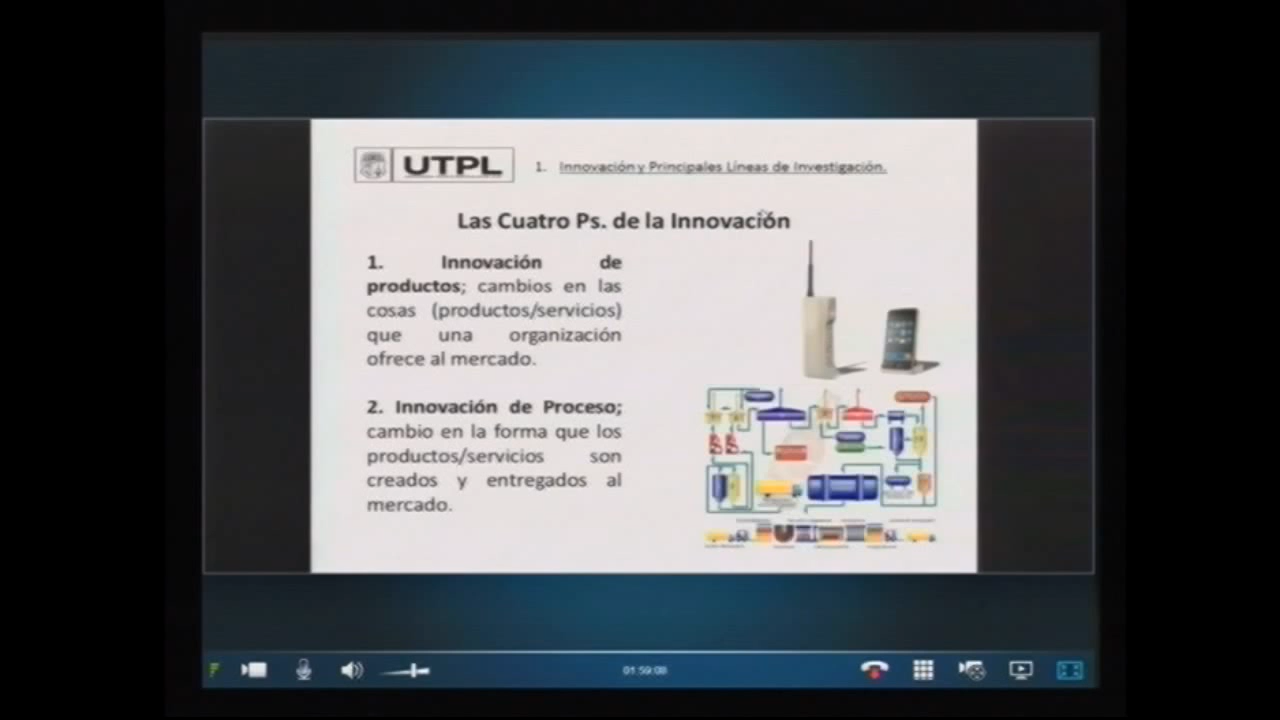 UTPL
1. Innovación y Principales Líneas de Investigación.
Las Cuatro Ps. de la Innovación
1. Innovación de
productos; cambios en las
cosas (productos/servicios)
que una organización
ofrece al mercado.
2. Innovación de Proceso;
cambio en la forma que los
productos/servicios son
creados y entregados al
mercado.
01:59:08